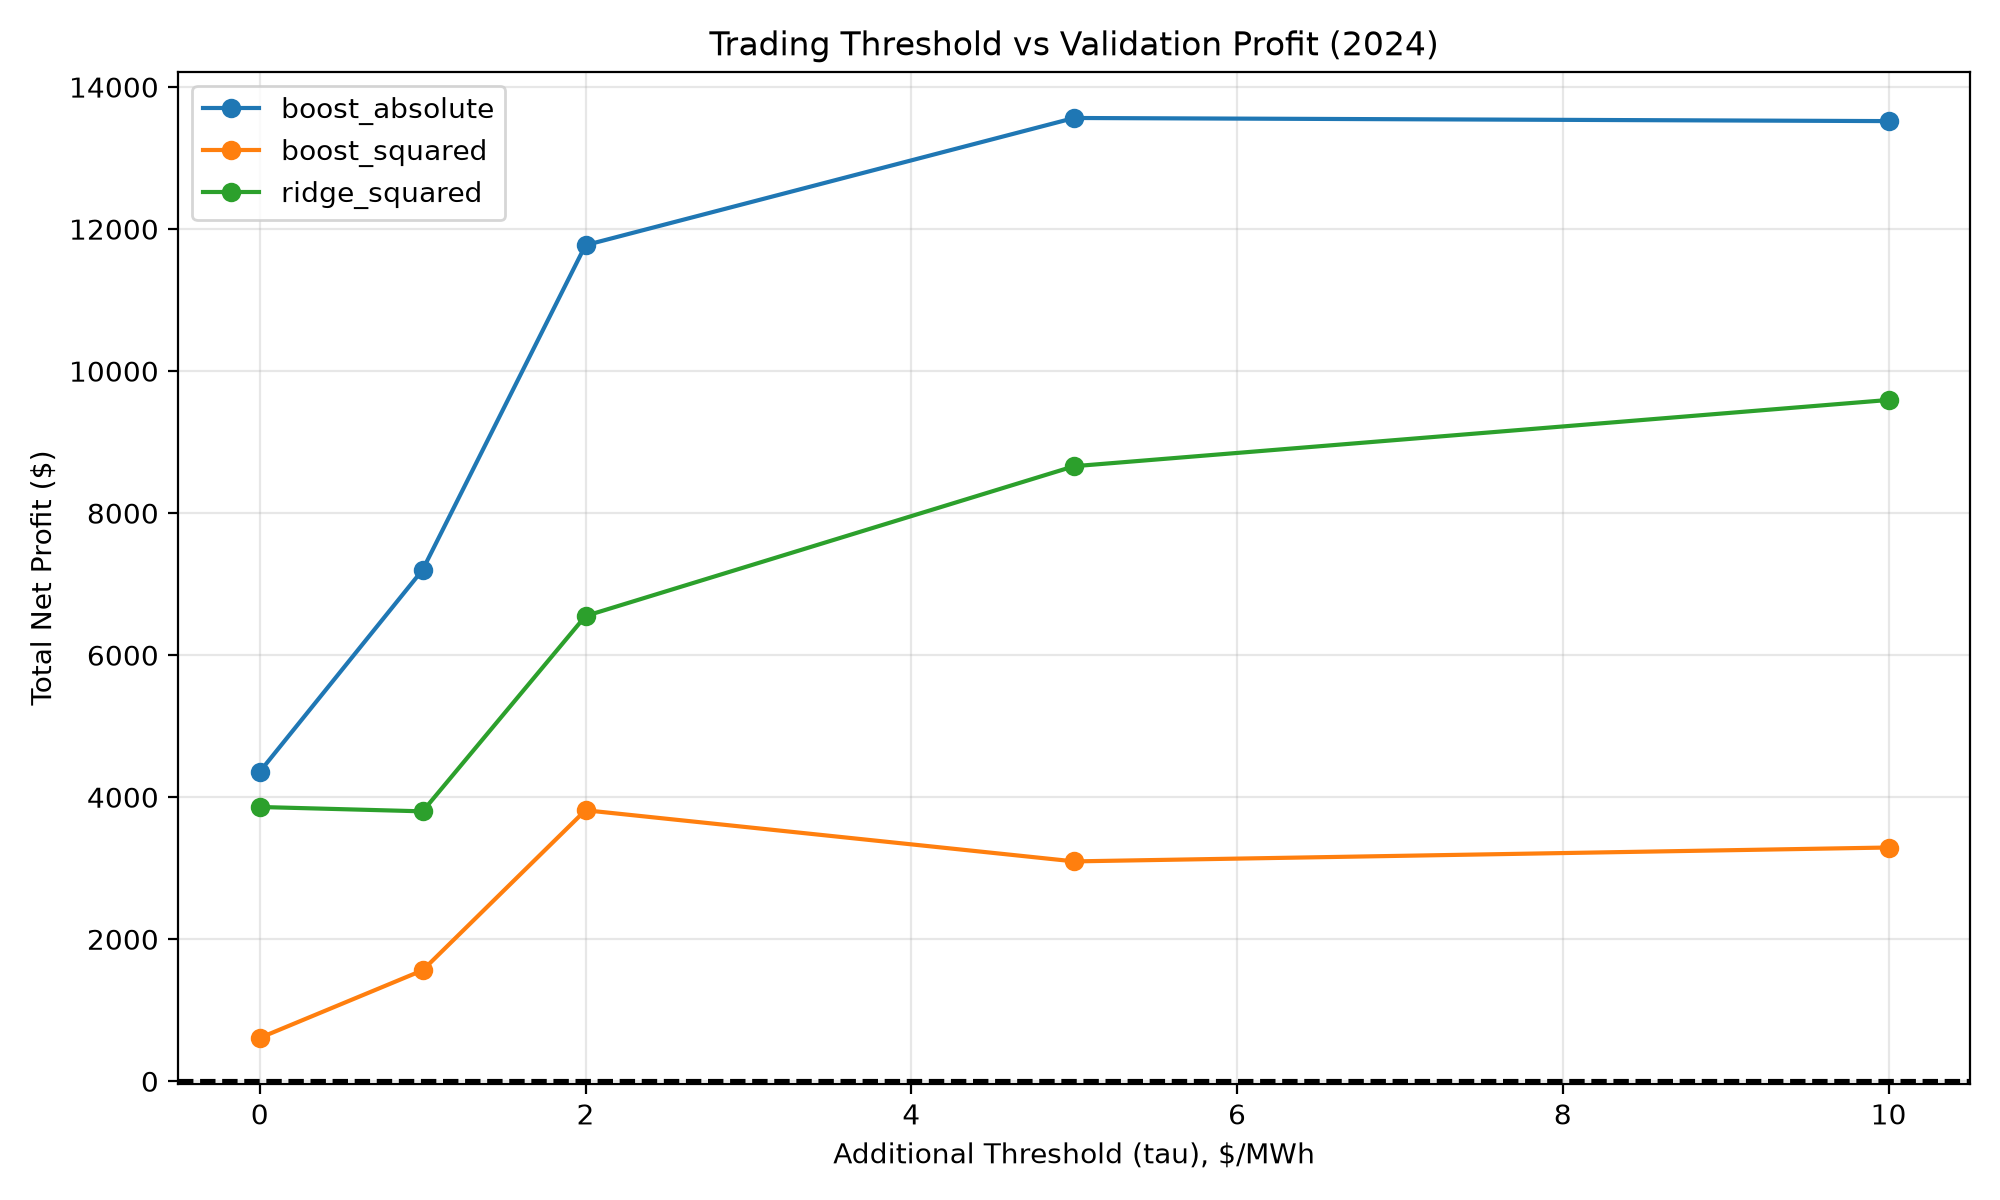 Trading Threshold vs Validation Profit (2024)
boost_absolute
boost_squared
ridge_squared
Total Net Profit ($)
14000
12000
10000
8000
6000
4000
2000
0
0 2 4 6 8 10
Additional Threshold (tau), $/MWh